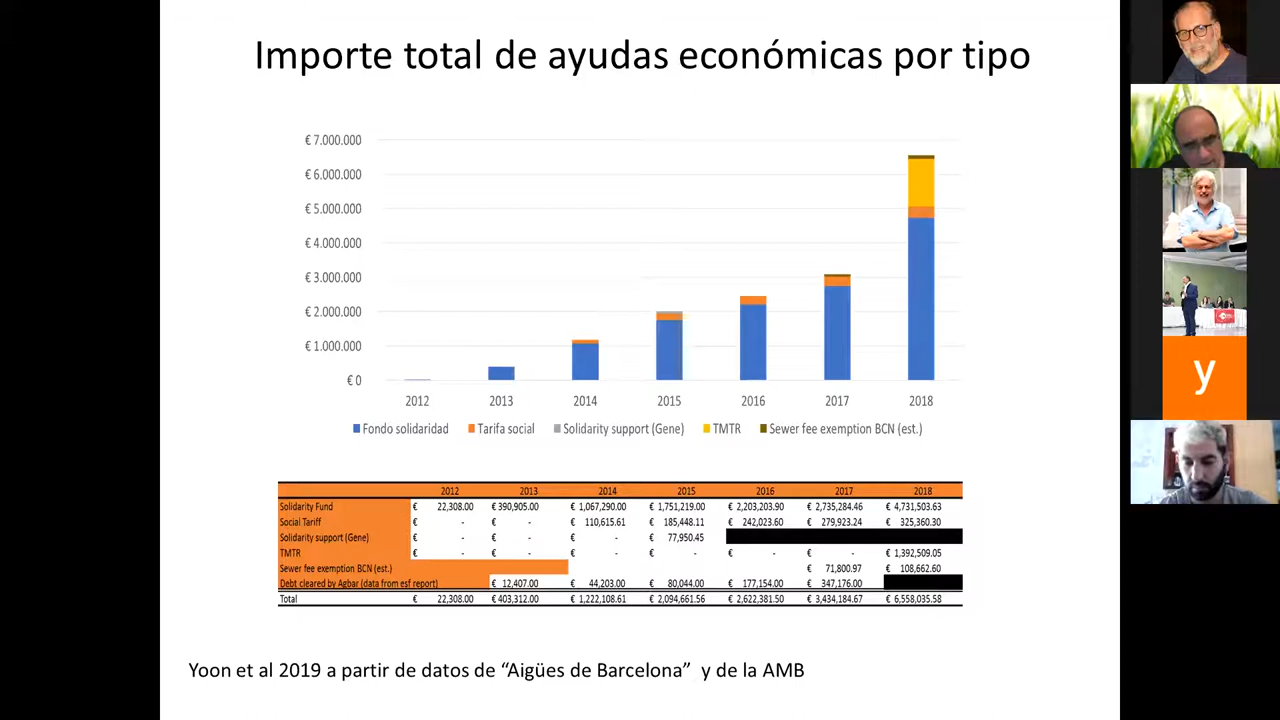 Importe total de ayudas económicas por tipo
€ 7.000.000
€ 6.000.000
€ 5.000.000
€ 4.000.000
€ 3.000.000
€ 2.000.000
€ 1.000.000
€ 0
2012 2013 2014 2015 2016 2017 2018
Fondo solidaridad Tarifa social Solidarity support (Gene) TMTR Sewer fee exemption BCN (est.)
2012 2013 2014 2015 2016 2017 2018
Solidarity Fund € 22,308.00 € 390,905.00 € 1,067,290.00 € 1,751,219.00 € 2,203,203.90 € 2,735,284.46 € 4,731,503.63
Social Tariff € - € - € 110,615.61 € 185,448.11 € 242,023.60 € 279,923.24 € 325,360.30
Solidarity support (Gene) € - € - € - € 77,950.45
TMTR € - € - € - € - € - € - € 1,392,509.05
Sewer fee exemption BCN (est.) € 71,800.97 € 108,662.60
Debt cleared by Agbar (data from esf report) € 12,407.00 € 44,203.00 € 80,044.00 € 177,154.00 € 347,176.00
Total € 22,308.00 € 403,312.00 € 1,222,108.61 € 2,094,661.56 € 2,622,381.50 € 3,434,184.67 € 6,558,035.58
Yoon et al 2019 a partir de datos de “Aigües de Barcelona” y de la AMB
y